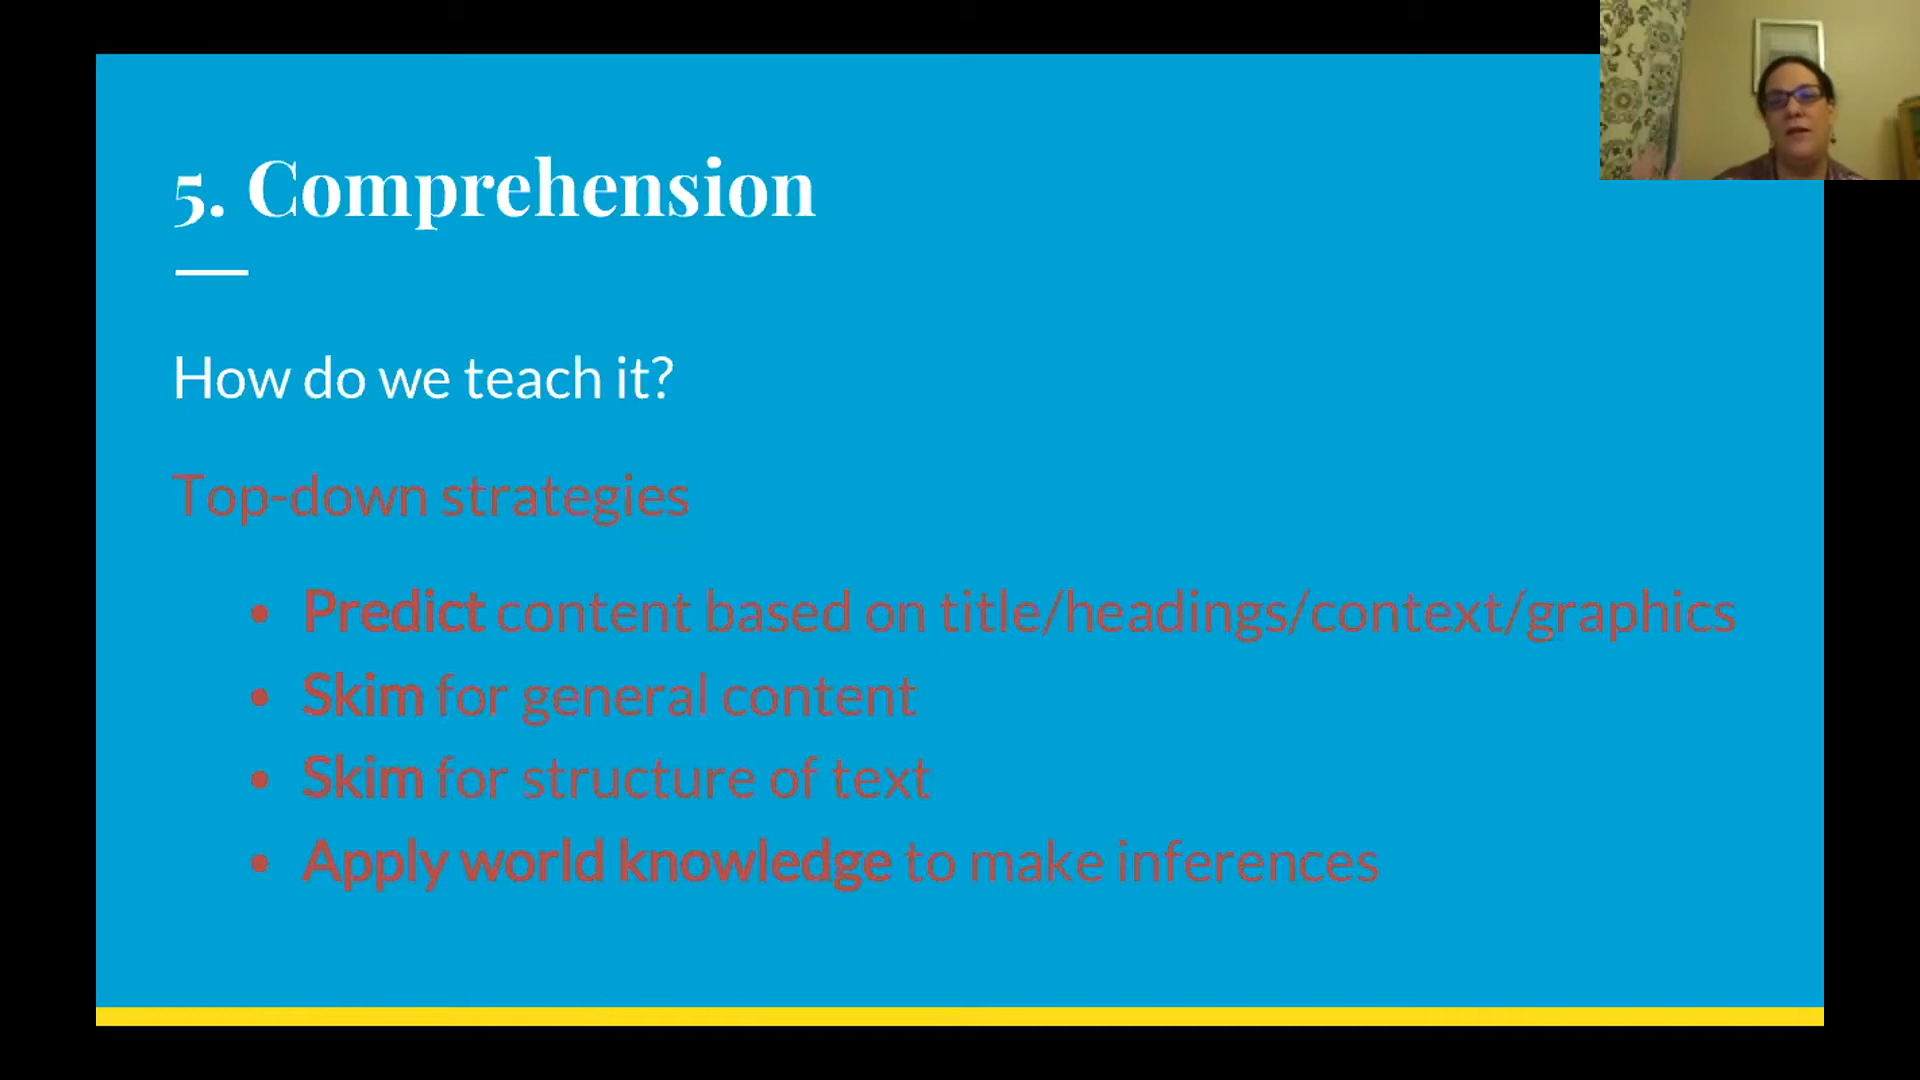 5. Comprehension
How do we teach it?
Top-down strategies
• Predict content based on title/headings/context/graphics
• Skim for general content
• Skim for structure of text
• Apply world knowledge to make inferences